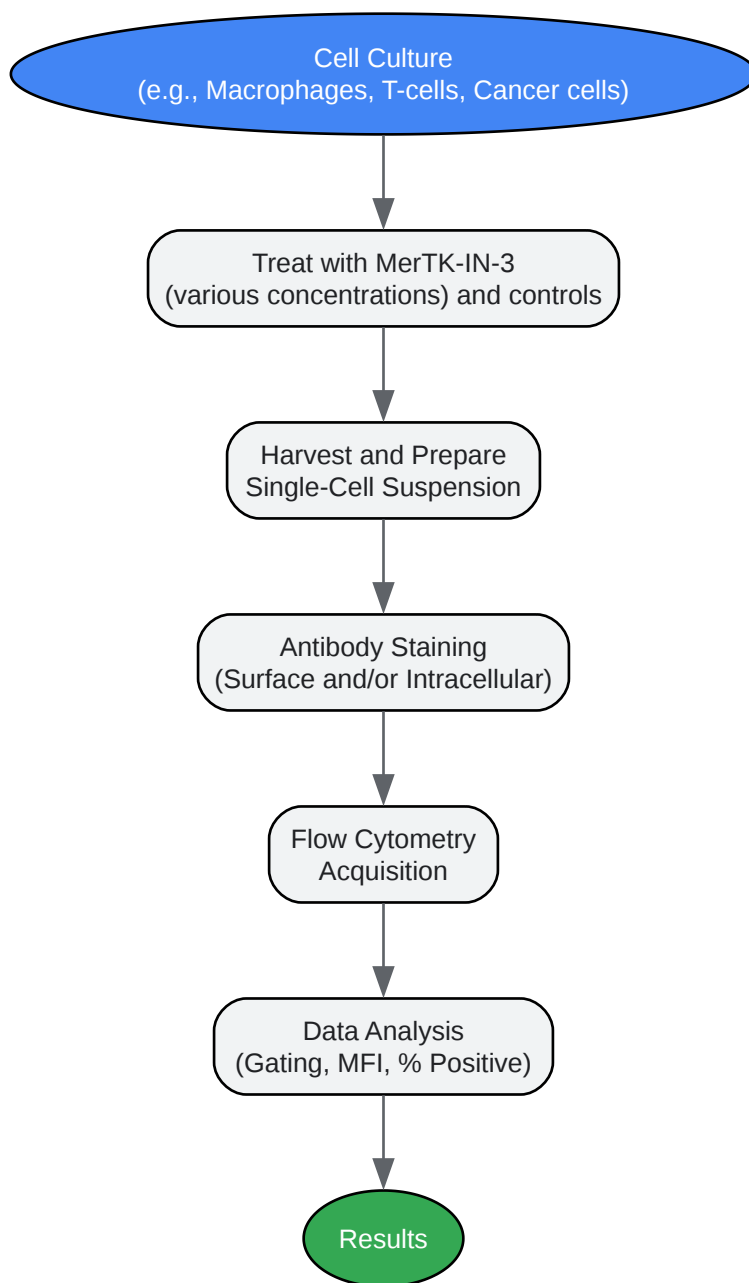 Cell Culture
(e.g., Macrophages, T-cells, Cancer cells)
Treat with MerTK-IN-3
(various concentrations) and controls
Harvest and Prepare
Single-Cell Suspension
Antibody Staining
(Surface and/or Intracellular)
Flow Cytometry
Acquisition
Data Analysis
(Gating, MFI, % Positive)
Results